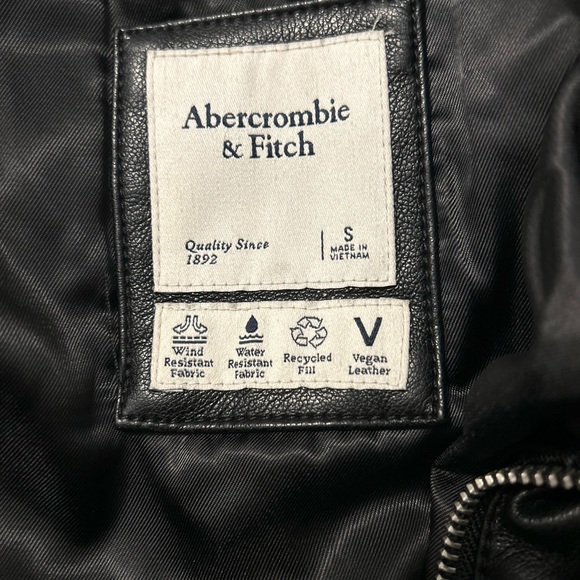 Abercrombie
& Fitch
Quality Since
1892
S
MADE IN
VIETNAM
Wind
Resistant
Fabric
Water
Resistant
Fabric
Recycled
Fill
V
Vegan
Leather